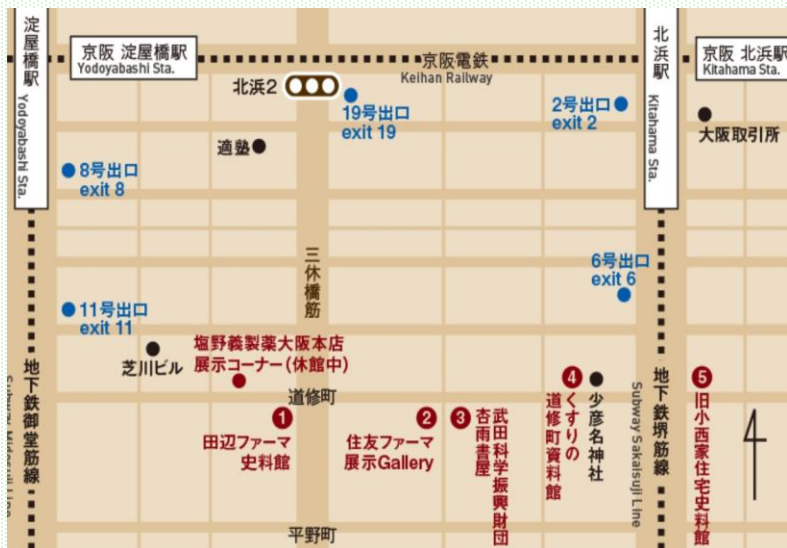 淀屋橋駅
Yodoyabashi Sta.
京阪 淀屋橋駅
Yodoyabashi Sta.
京阪電鉄
Keihan Railway
北浜駅
Kitahama Sta.
京阪 北浜駅
Kitahama Sta.
北浜2
19号出口
exit 19
2号出口
exit 2
大阪取引所
適塾
8号出口
exit 8
三休橋筋
6号出口
exit 6
11号出口
exit 11
芝川ビル
塩野義製薬大阪本店
展示コーナー(休館中)
道修町
1
田辺ファーマ
史料館
2
住友ファーマ
展示Gallery
3
武田科学振興財団
杏雨書屋
4
くすりの
道修町資料館
少彦名神社
地下鉄堺筋線
Subway Sakaisuji Line
5
旧小西家住宅史料館
地下鉄御堂筋線
平野町